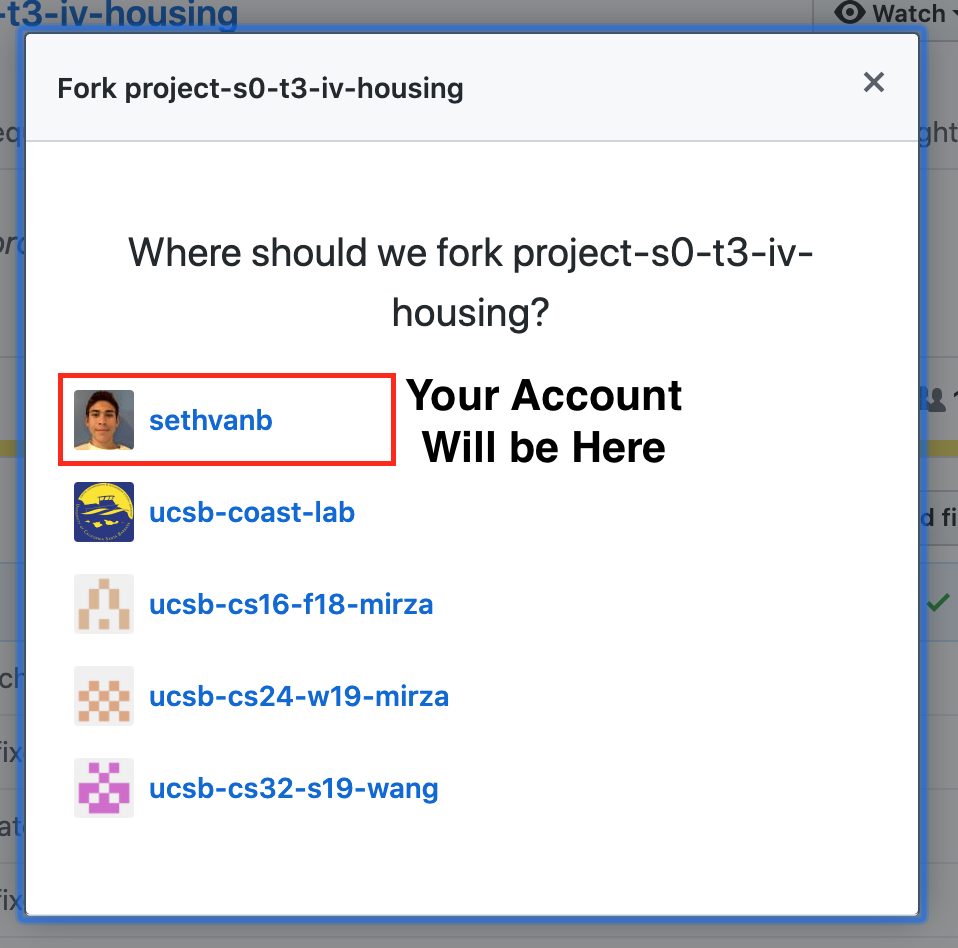 -t3-iv-housing
Watch
Fork project-s0-t3-iv-housing
Where should we fork project-s0-t3-iv-
housing?
sethvanb
Your Account
Will be Here
ucsb-coast-lab
ucsb-cs16-f18-mirza
ucsb-cs24-w19-mirza
ucsb-cs32-s19-wang